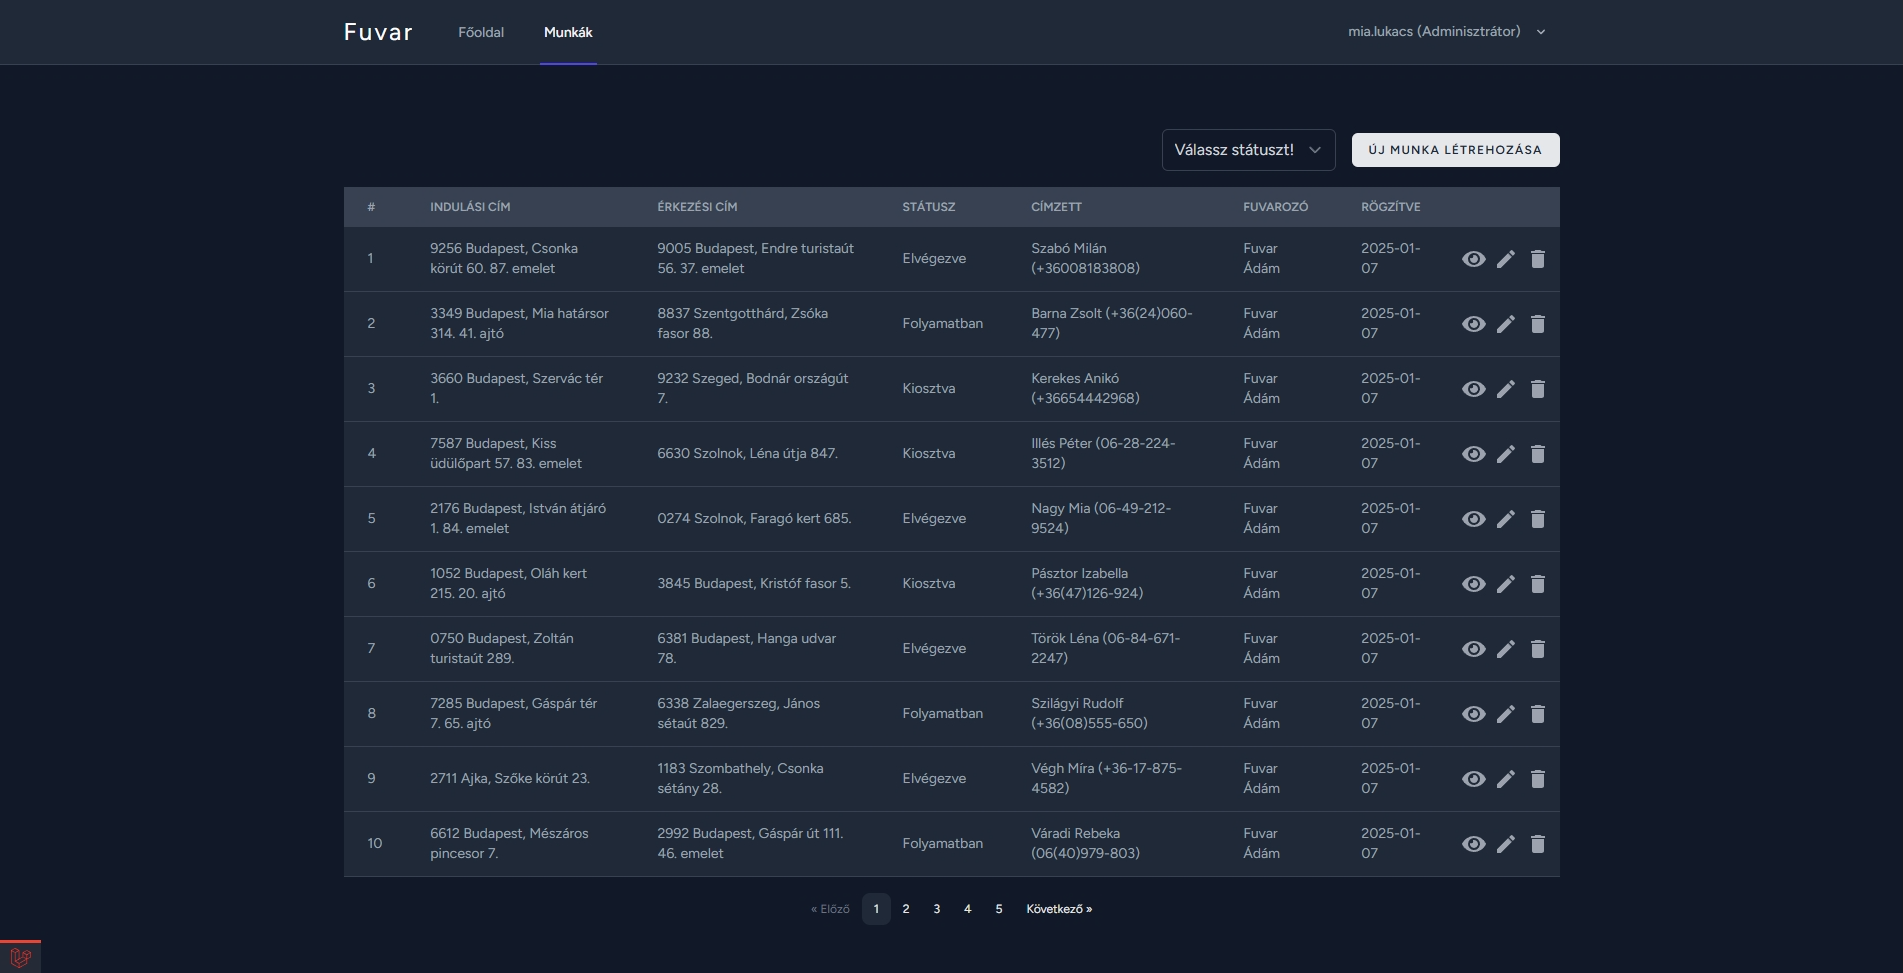 Fuvar Főoldal Munkák mia.lukacs (Adminisztrátor)
Válassz státuszt! ÚJ MUNKA LÉTREHOZÁSA
# INDULÁSI CÍM ÉRKEZÉSI CÍM STÁTUSZ CÍMZETT FUVAROZÓ RÖGZÍTVE
1 9256 Budapest, Csonka körút 60. 87. emelet 9005 Budapest, Endre turistaút 56. 37. emelet Elvégezve Szabó Milán (+36008183808) Fuvar Ádám 2025-01-07
2 3349 Budapest, Mia határsor 314. 41. ajtó 8837 Szentgotthárd, Zsóka fasor 88. Folyamatban Barna Zsolt (+36(24)060-477) Fuvar Ádám 2025-01-07
3 3660 Budapest, Szervác tér 1. 9232 Szeged, Bodnár országút 7. Kiosztva Kerekes Anikó (+36654442968) Fuvar Ádám 2025-01-07
4 7587 Budapest, Kiss üdülőpart 57. 83. emelet 6630 Szolnok, Léna útja 847. Kiosztva Illés Péter (06-28-224-3512) Fuvar Ádám 2025-01-07
5 2176 Budapest, István átjáró 1. 84. emelet 0274 Szolnok, Faragó kert 685. Elvégezve Nagy Mia (06-49-212-9524) Fuvar Ádám 2025-01-07
6 1052 Budapest, Oláh kert 215. 20. ajtó 3845 Budapest, Kristóf fasor 5. Kiosztva Pásztor Izabella (+36(47)126-924) Fuvar Ádám 2025-01-07
7 0750 Budapest, Zoltán turistaút 289. 6381 Budapest, Hanga udvar 78. Elvégezve Török Léna (06-84-671-2247) Fuvar Ádám 2025-01-07
8 7285 Budapest, Gáspár tér 7. 65. ajtó 6338 Zalaegerszeg, János sétaút 829. Folyamatban Szilágyi Rudolf (+36(08)555-650) Fuvar Ádám 2025-01-07
9 2711 Ajka, Szőke körút 23. 1183 Szombathely, Csonka sétány 28. Elvégezve Végh Míra (+36-17-875-4582) Fuvar Ádám 2025-01-07
10 6612 Budapest, Mészáros pincesor 7. 2992 Budapest, Gáspár út 111. 46. emelet Folyamatban Váradi Rebeka (06(40)979-803) Fuvar Ádám 2025-01-07
« Előző 1 2 3 4 5 Következő »